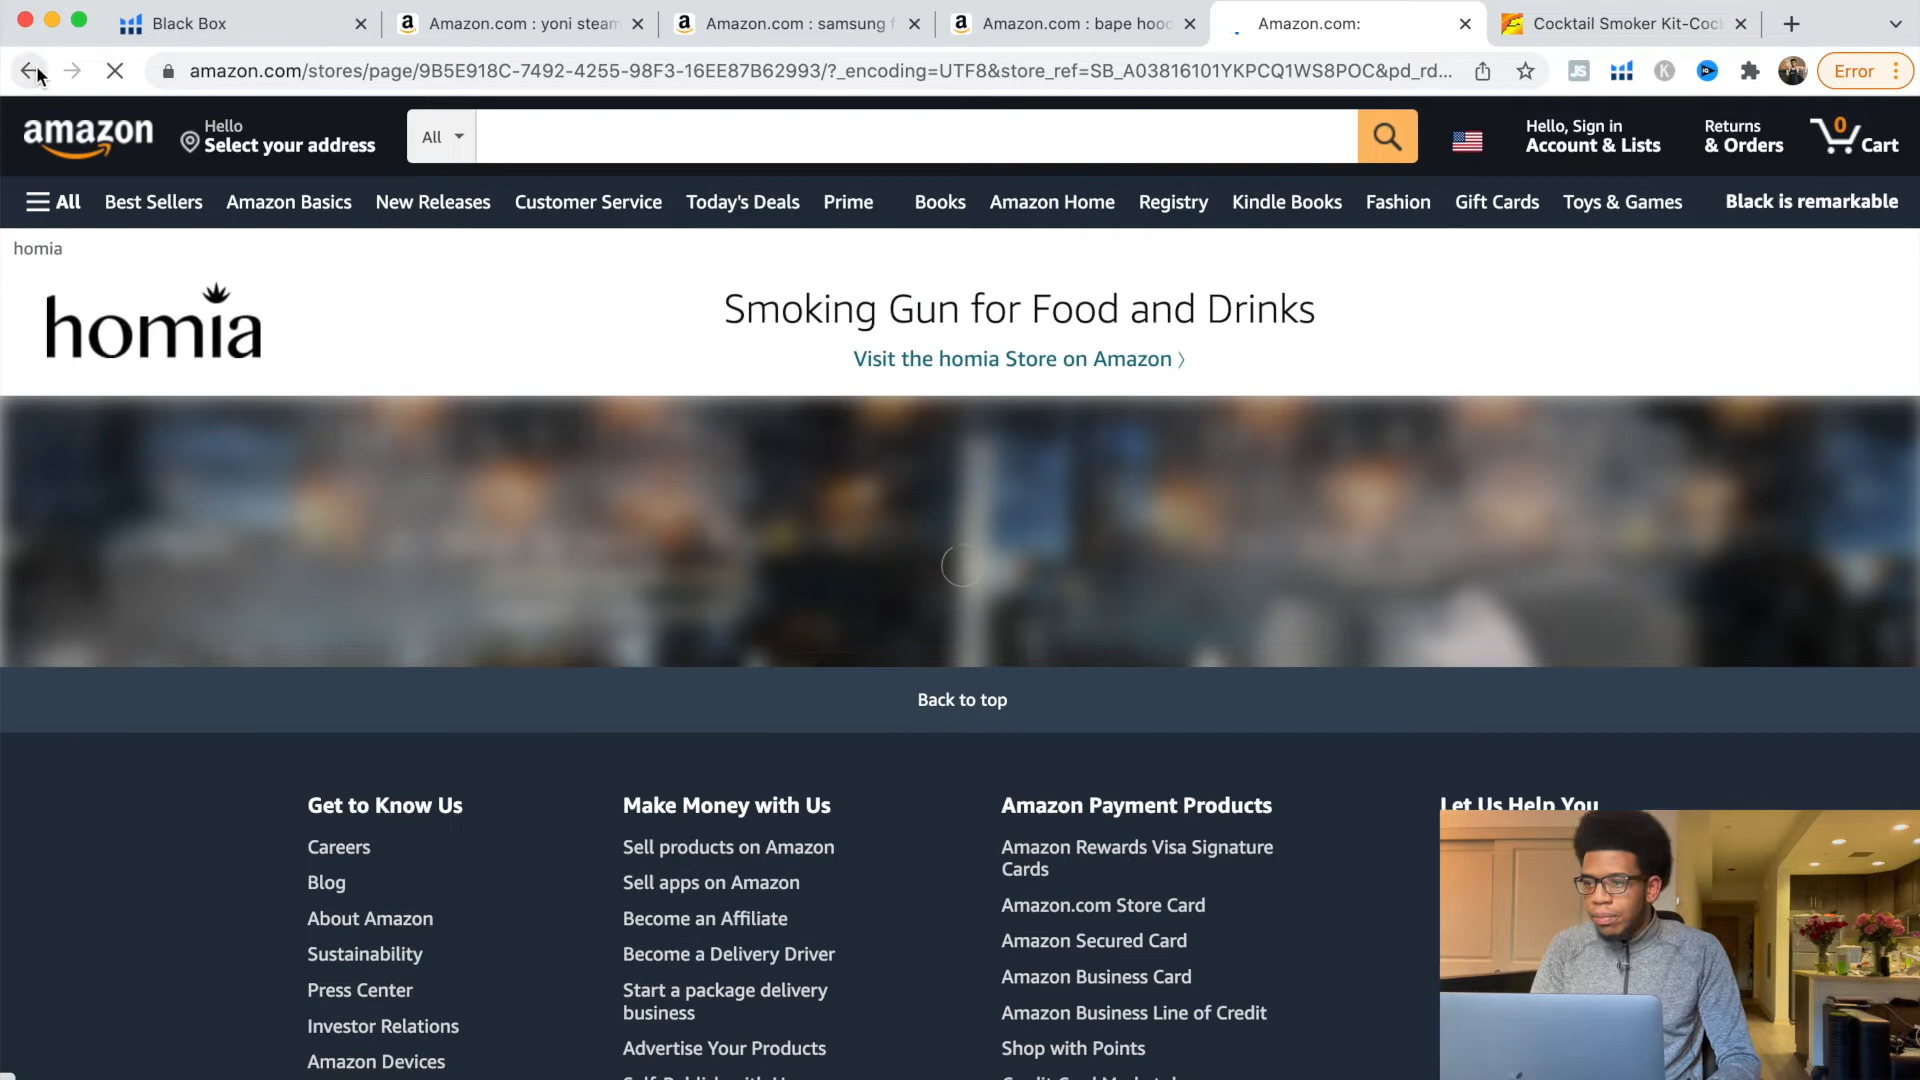 Black Box
Amazon.com : yoni steam
Amazon.com : samsung f
Amazon.com : bape hood
Amazon.com:
Cocktail Smoker Kit-Cock
amazon.com/stores/page/9B5E918C-7492-4255-98F3-16EE87B62993/?_encoding=UTF8&store_ref=SB_A03816101YKPCQ1WS8POC&pd_rd...
Error
amazon
Hello
Select your address
All
Hello, Sign in
Account & Lists
Returns
& Orders
0
Cart
All
Best Sellers
Amazon Basics
New Releases
Customer Service
Today's Deals
Prime
Books
Amazon Home
Registry
Kindle Books
Fashion
Gift Cards
Toys & Games
Black is remarkable
homia
homia
Smoking Gun for Food and Drinks
Visit the homia Store on Amazon ›
Back to top
Get to Know Us
Careers
Blog
About Amazon
Sustainability
Press Center
Investor Relations
Amazon Devices
Make Money with Us
Sell products on Amazon
Sell apps on Amazon
Become an Affiliate
Become a Delivery Driver
Start a package delivery
business
Advertise Your Products
Amazon Payment Products
Amazon Rewards Visa Signature
Cards
Amazon.com Store Card
Amazon Secured Card
Amazon Business Card
Amazon Business Line of Credit
Shop with Points
Let Us Help You